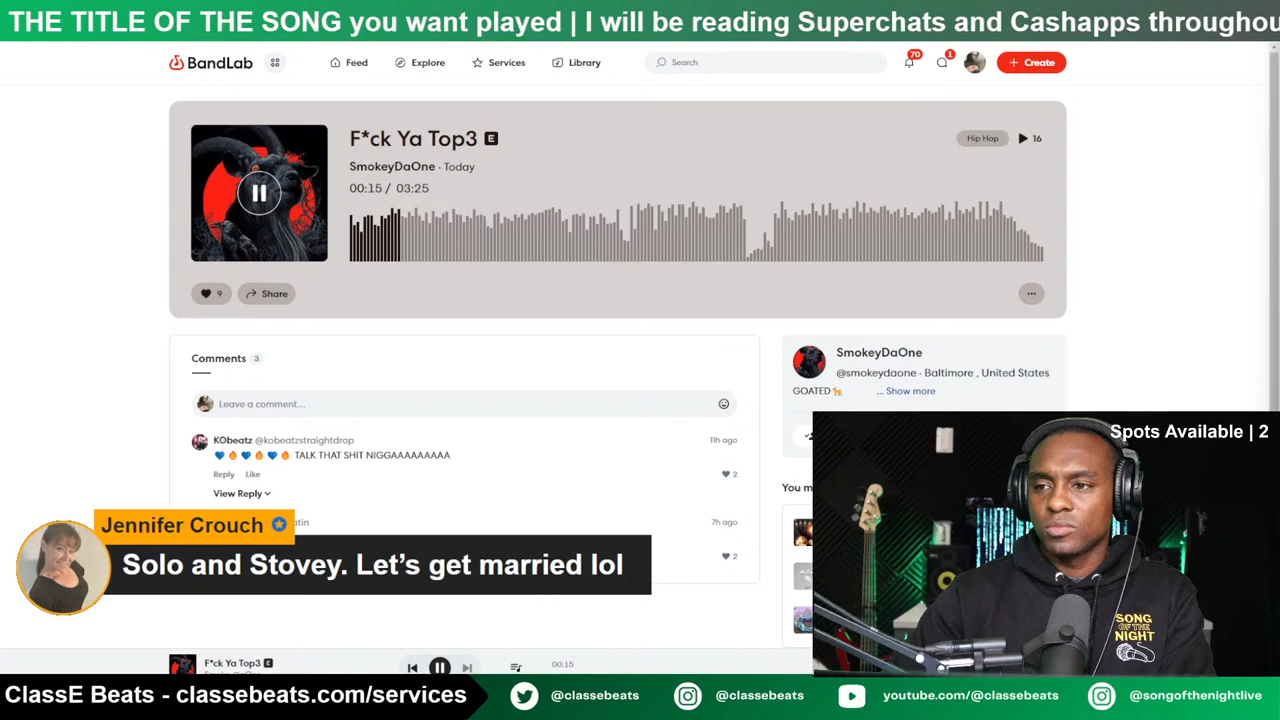 THE TITLE OF THE SONG you want played | I will be reading Superchats and Cashapps throughou
BandLab
Feed
Explore
Services
Library
Search
70
1
+ Create
F*ck Ya Top3 E
Hip Hop
16
SmokeyDaOne · Today
00:15 / 03:25
9
Share
Comments 3
Leave a comment...
KObeatz @kobeatzstraightdrop
11h ago
TALK THAT SHIT NIGGAAAAAAAAA
Reply Like
2
View Reply
7h ago
2
SmokeyDaOne
@smokeydaone · Baltimore , United States
GOATED
... Show more
Spots Available | 2
You m
Jennifer Crouch
Solo and Stovey. Let's get married lol
SONG
OF THE
NIGHT
F*ck Ya Top3 E
00:15
ClassE Beats - classebeats.com/services
@classebeats
@classebeats
youtube.com/@classebeats
@songofthenightlive